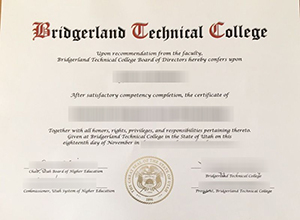 Bridgerland Technical College
Upon recommendation from the faculty,
Bridgerland Technical College Board of Directors hereby confers upon
After satisfactory competency completion, the certificate of
Together with all honors, rights, privileges, and responsibilities pertaining thereto.
Given at Bridgerland Technical College in the State of Utah on this
eighteenth day of November in
Chair, Utah Board of Higher Education
Bridgerland Technical College
Commissioner, Utah System of Higher Education
President, Bridgerland Technical College